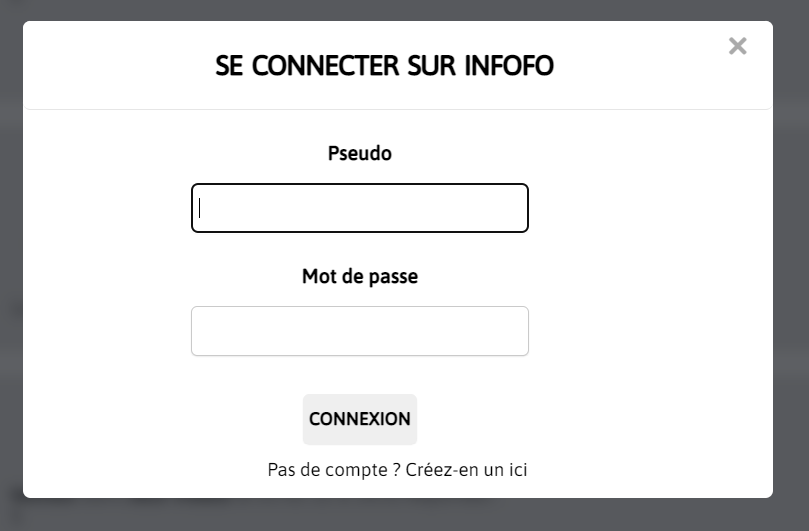 SE CONNECTER SUR INFOFO
Pseudo
Mot de passe
CONNEXION
Pas de compte ? Créez-en un ici